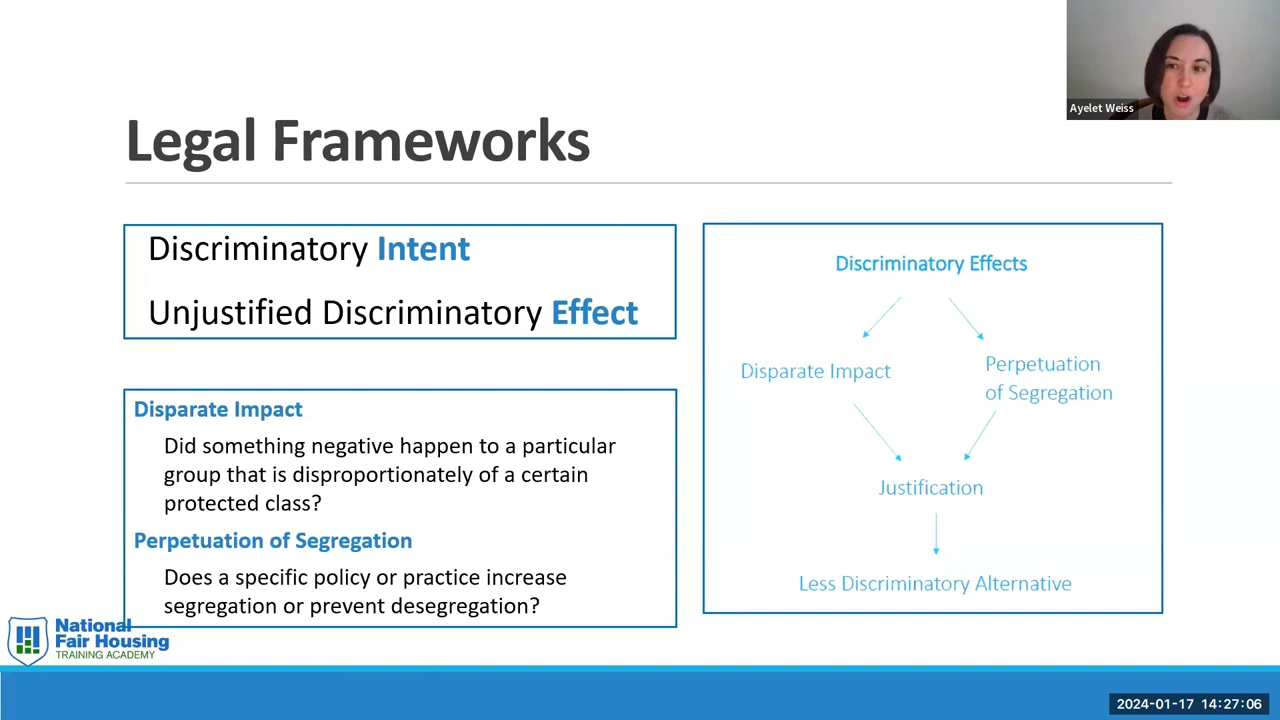 Ayelet Weiss
Legal Frameworks
Discriminatory Intent
Unjustified Discriminatory Effect
Disparate Impact
Did something negative happen to a particular
group that is disproportionately of a certain
protected class?
Perpetuation of Segregation
Does a specific policy or practice increase
segregation or prevent desegregation?
Discriminatory Effects
Disparate Impact
Perpetuation
of Segregation
Justification
Less Discriminatory Alternative
National
Fair Housing
TRAINING ACADEMY
2024-01-17 14:27:06